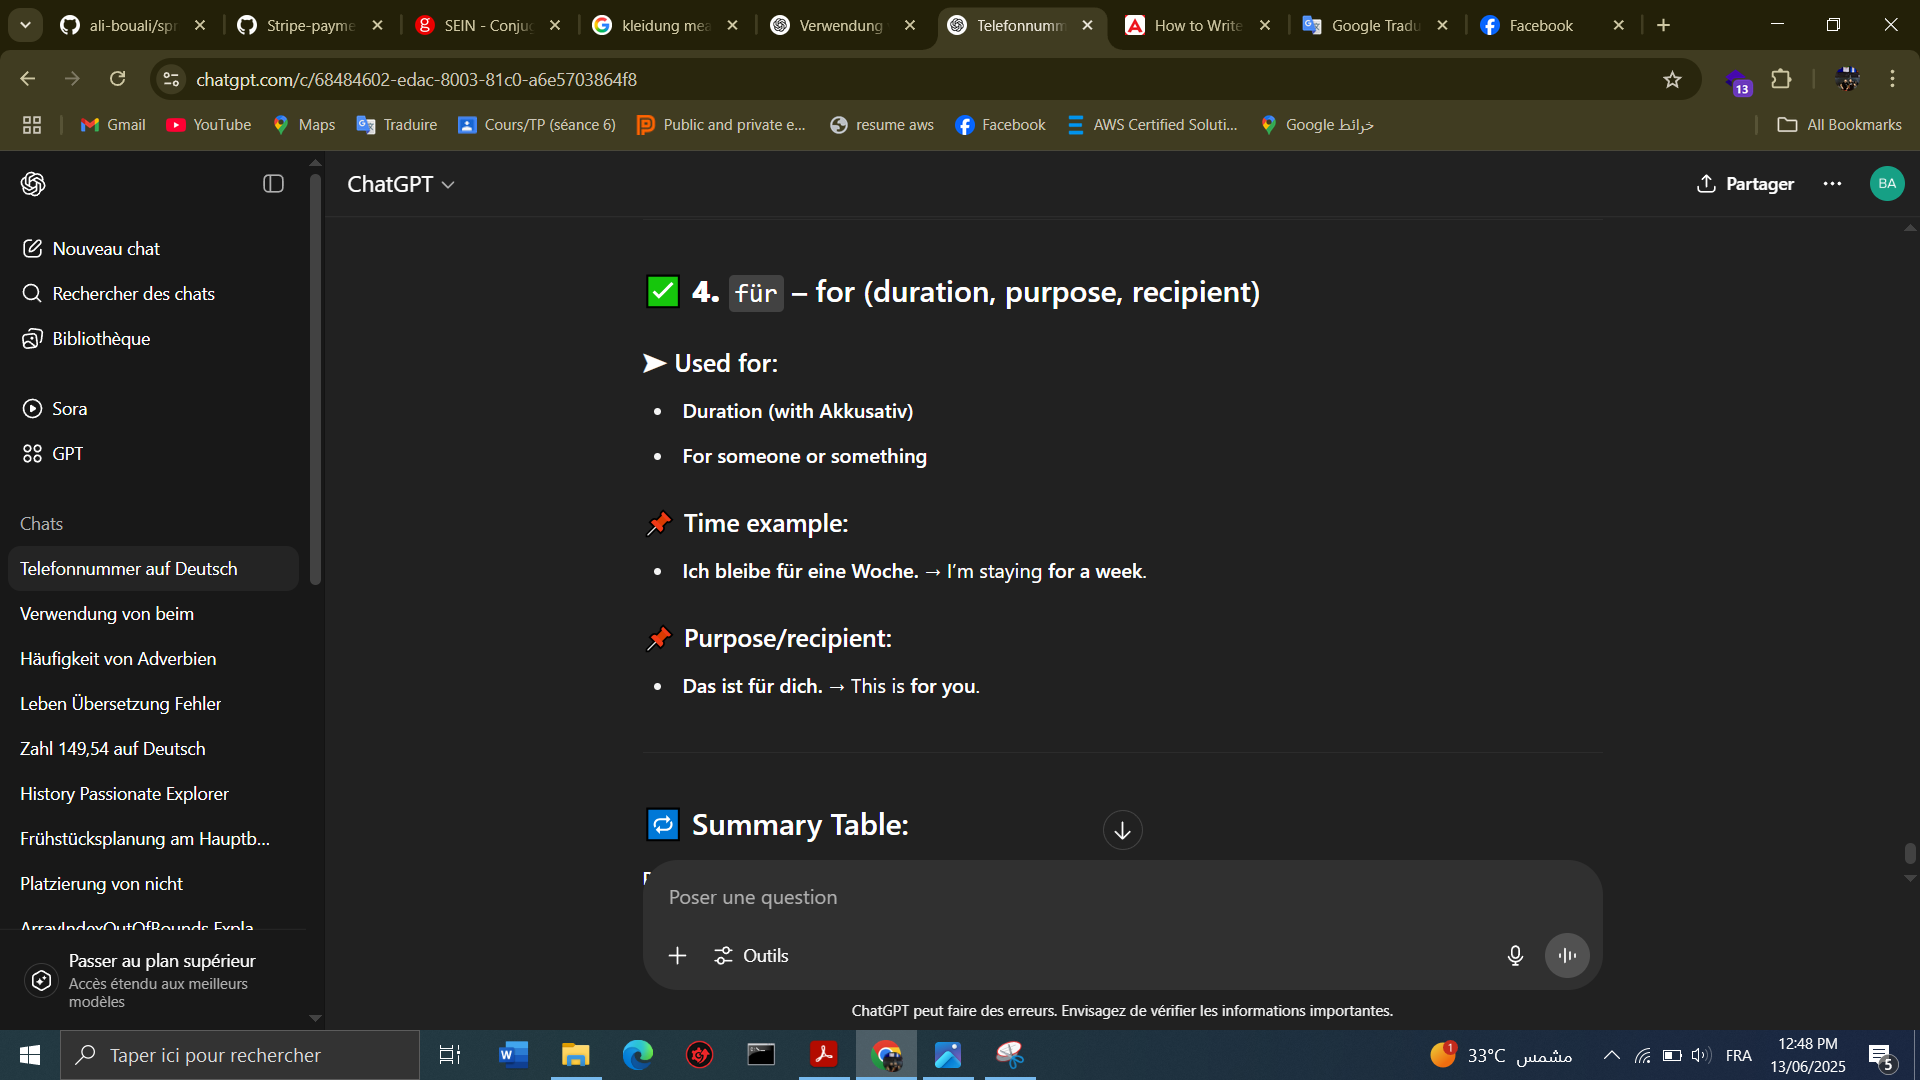 ali-bouali/spr
Stripe-payme
SEIN - Conjug
kleidung mea
Verwendung
Telefonnumm
How to Write
Google Tradu
Facebook
chatgpt.com/c/68484602-edac-8003-81c0-a6e5703864f8
13
Gmail
YouTube
Maps
Traduire
Cours/TP (séance 6)
Public and private e...
resume aws
Facebook
AWS Certified Soluti...
خرائط Google
All Bookmarks
ChatGPT
Partager
BA
Nouveau chat
Rechercher des chats
Bibliothèque
Sora
GPT
Chats
Telefonnummer auf Deutsch
Verwendung von beim
Häufigkeit von Adverbien
Leben Übersetzung Fehler
Zahl 149,54 auf Deutsch
History Passionate Explorer
Frühstücksplanung am Hauptb...
Platzierung von nicht
ArrayIndexOutOfBounds Expla
Passer au plan supérieur
Accès étendu aux meilleurs
modèles
✅ 4. für – for (duration, purpose, recipient)
➤ Used for:
• Duration (with Akkusativ)
• For someone or something
📌 Time example:
• Ich bleibe für eine Woche. → I’m staying for a week.
📌 Purpose/recipient:
• Das ist für dich. → This is for you.
🔁 Summary Table:
Poser une question
Outils
ChatGPT peut faire des erreurs. Envisagez de vérifier les informations importantes.
Taper ici pour rechercher
1
33°C مشمس
FRA
12:48 PM
13/06/2025
5